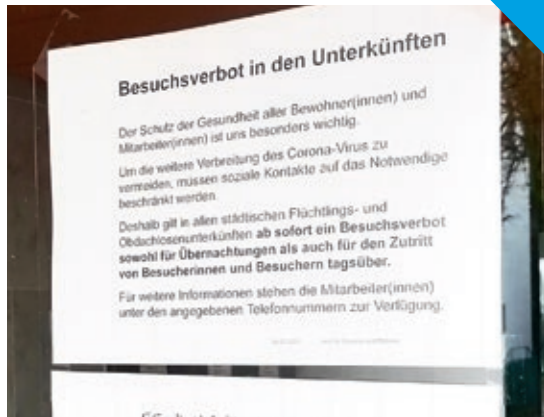 Besuchsverbot in den Unterkünften
Der Schutz der Gesundheit aller Bewohner(innen) und
Mitarbeiter(innen) ist uns besonders wichtig.
Um die weitere Verbreitung des Corona-Virus zu
vermeiden, müssen soziale Kontakte auf das Notwendige
beschränkt werden.
Deshalb gilt in allen städtischen Flüchtlings- und
Obdachlosenunterkünften ab sofort ein Besuchsverbot
sowohl für Übernachtungen als auch für den Zutritt
von Besucherinnen und Besuchern tagsüber.
Für weitere Informationen stehen die Mitarbeiter(innen)
unter den angegebenen Telefonnummern zur Verfügung.